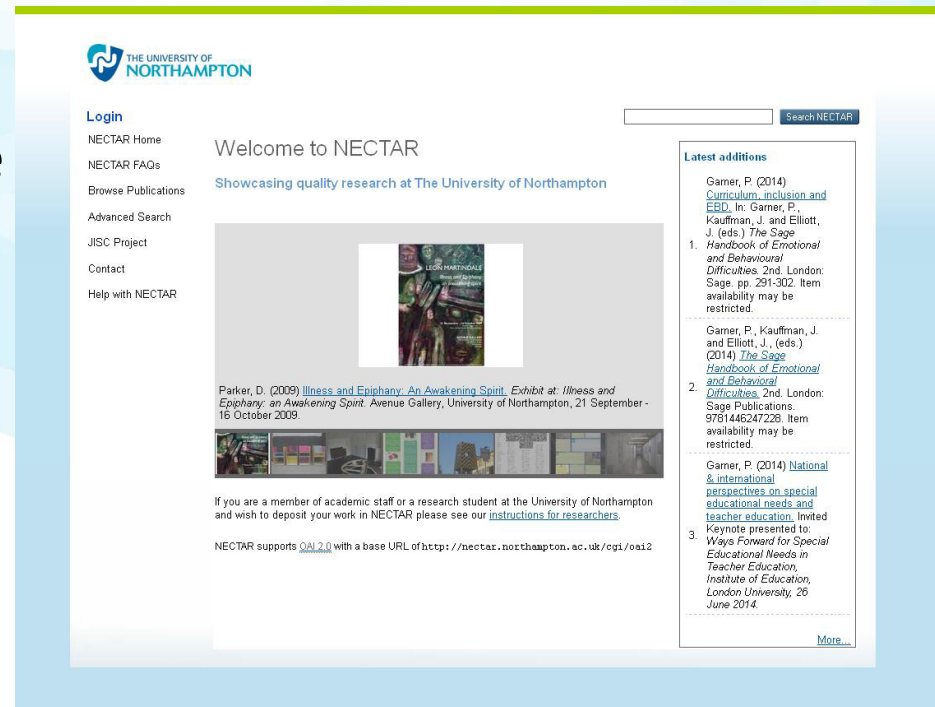 THE UNIVERSITY OF
NORTHAMPTON
Login
Search NECTAR
NECTAR Home
NECTAR FAQs
Browse Publications
Advanced Search
JISC Project
Contact
Help with NECTAR
Welcome to NECTAR
Showcasing quality research at The University of Northampton
LEON MARTINDALE
Parker, D. (2009) Illness and Epiphany: An Awakening Spirit. Exhibit at: Illness and
Epiphany: an Awakening Spirit. Avenue Gallery, University of Northampton, 21 September -
16 October 2009.
If you are a member of academic staff or a research student at the University of Northampton
and wish to deposit your work in NECTAR please see our instructions for researchers.
NECTAR supports OAI 2.0 with a base URL of http://nectar.northampton.ac.uk/cgi/oai2
Latest additions
Garner, P. (2014)
Curriculum, inclusion and
EBD. In: Garner, P.,
Kauffman, J. and Elliott,
J. (eds.) The Sage
1. Handbook of Emotional
and Behavioural
Difficulties. 2nd. London:
Sage. pp. 291-302. Item
availability may be
restricted.
Garner, P., Kauffman, J.
and Elliott, J., (eds.)
(2014) The Sage
Handbook of Emotional
2. and Behavioral
Difficulties. 2nd. London:
Sage Publications.
9781446247228. Item
availability may be
restricted.
Garner, P. (2014) National
& international
perspectives on special
educational needs and
teacher education. Invited
Keynote presented to:
3. Ways Forward for Special
Educational Needs in
Teacher Education,
Institute of Education,
London University, 26
June 2014.
More...